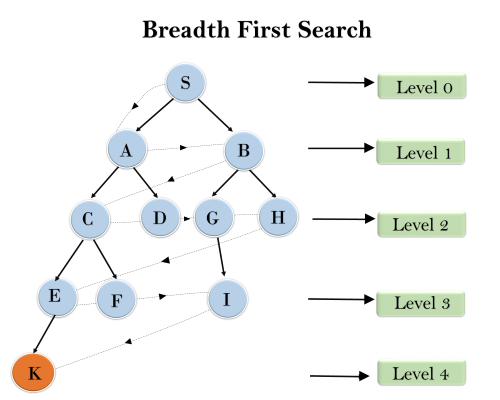 Breadth First Search
S
Level 0
A
B
Level 1
C
D
G
H
Level 2
E
F
I
Level 3
K
Level 4